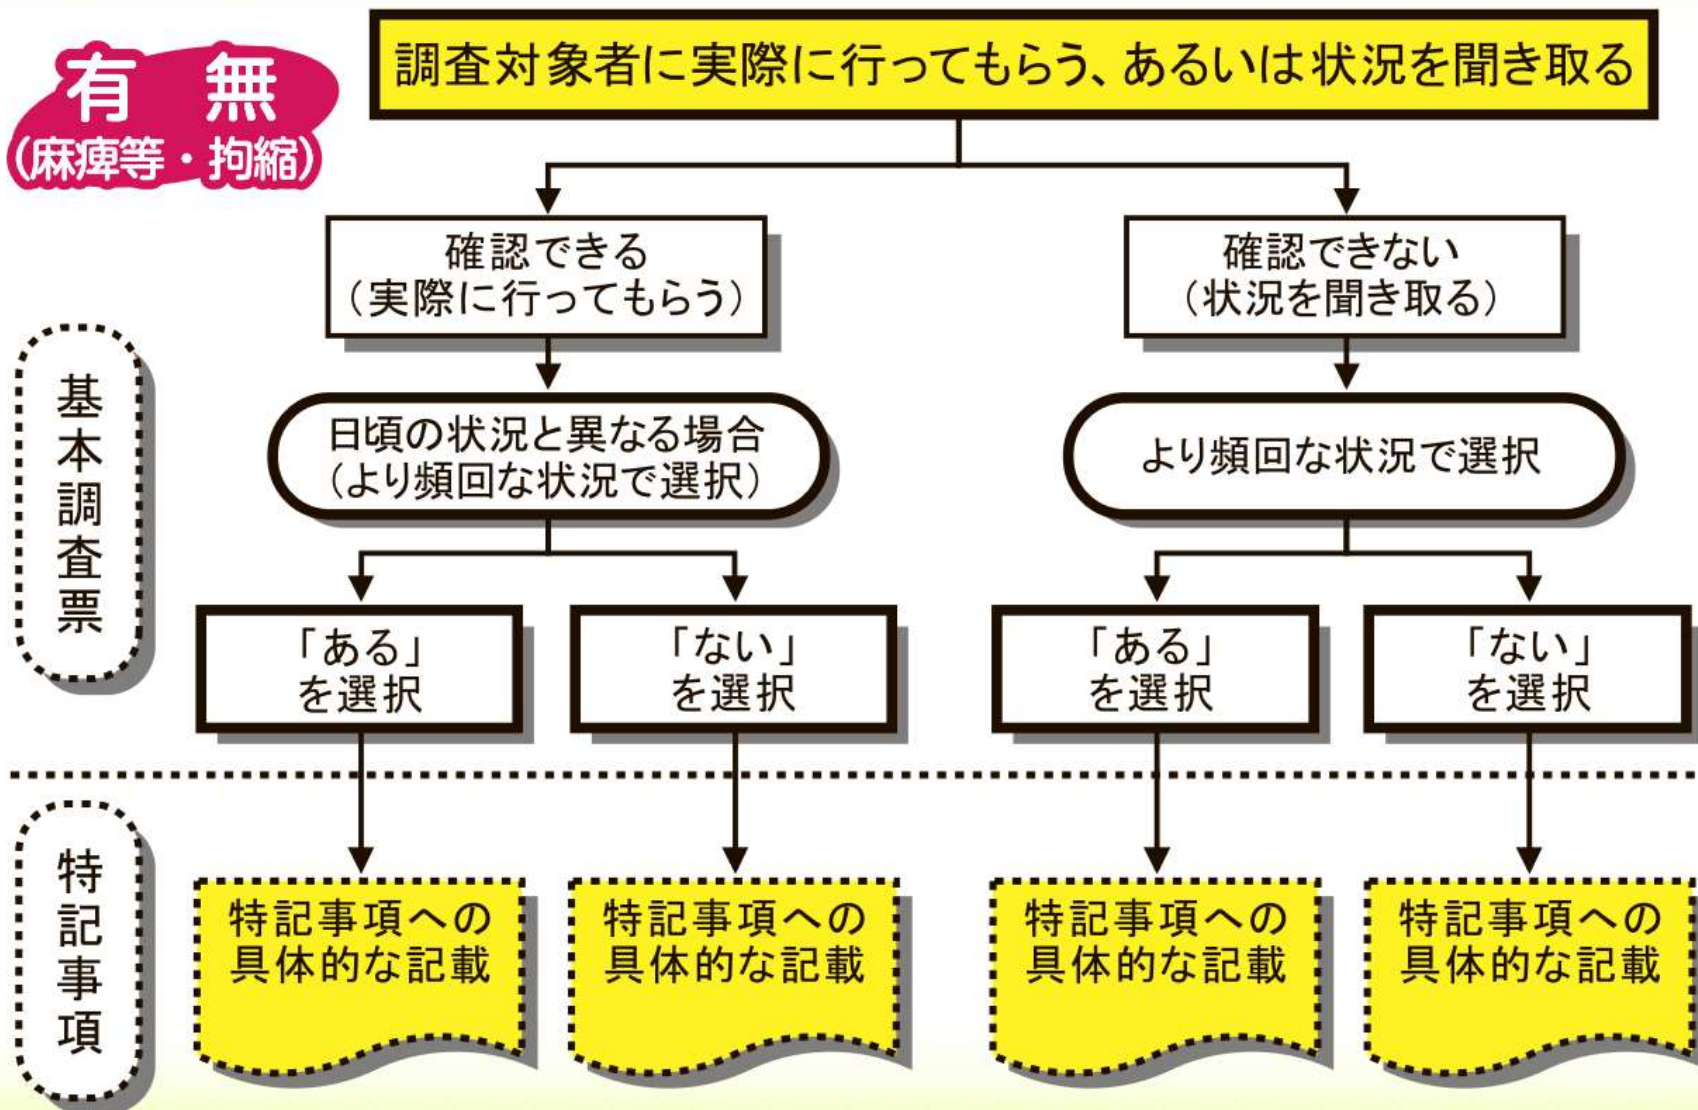 有 無
(麻痺等・拘縮)
調査対象者に実際に行ってもらう、あるいは状況を聞き取る
確認できる
（実際に行ってもらう）
確認できない
（状況を聞き取る）
基本調査票
日頃の状況と異なる場合
（より頻回な状況で選択）
より頻回な状況で選択
「ある」
を選択
「ない」
を選択
「ある」
を選択
「ない」
を選択
特記事項
特記事項への
具体的な記載
特記事項への
具体的な記載
特記事項への
具体的な記載
特記事項への
具体的な記載